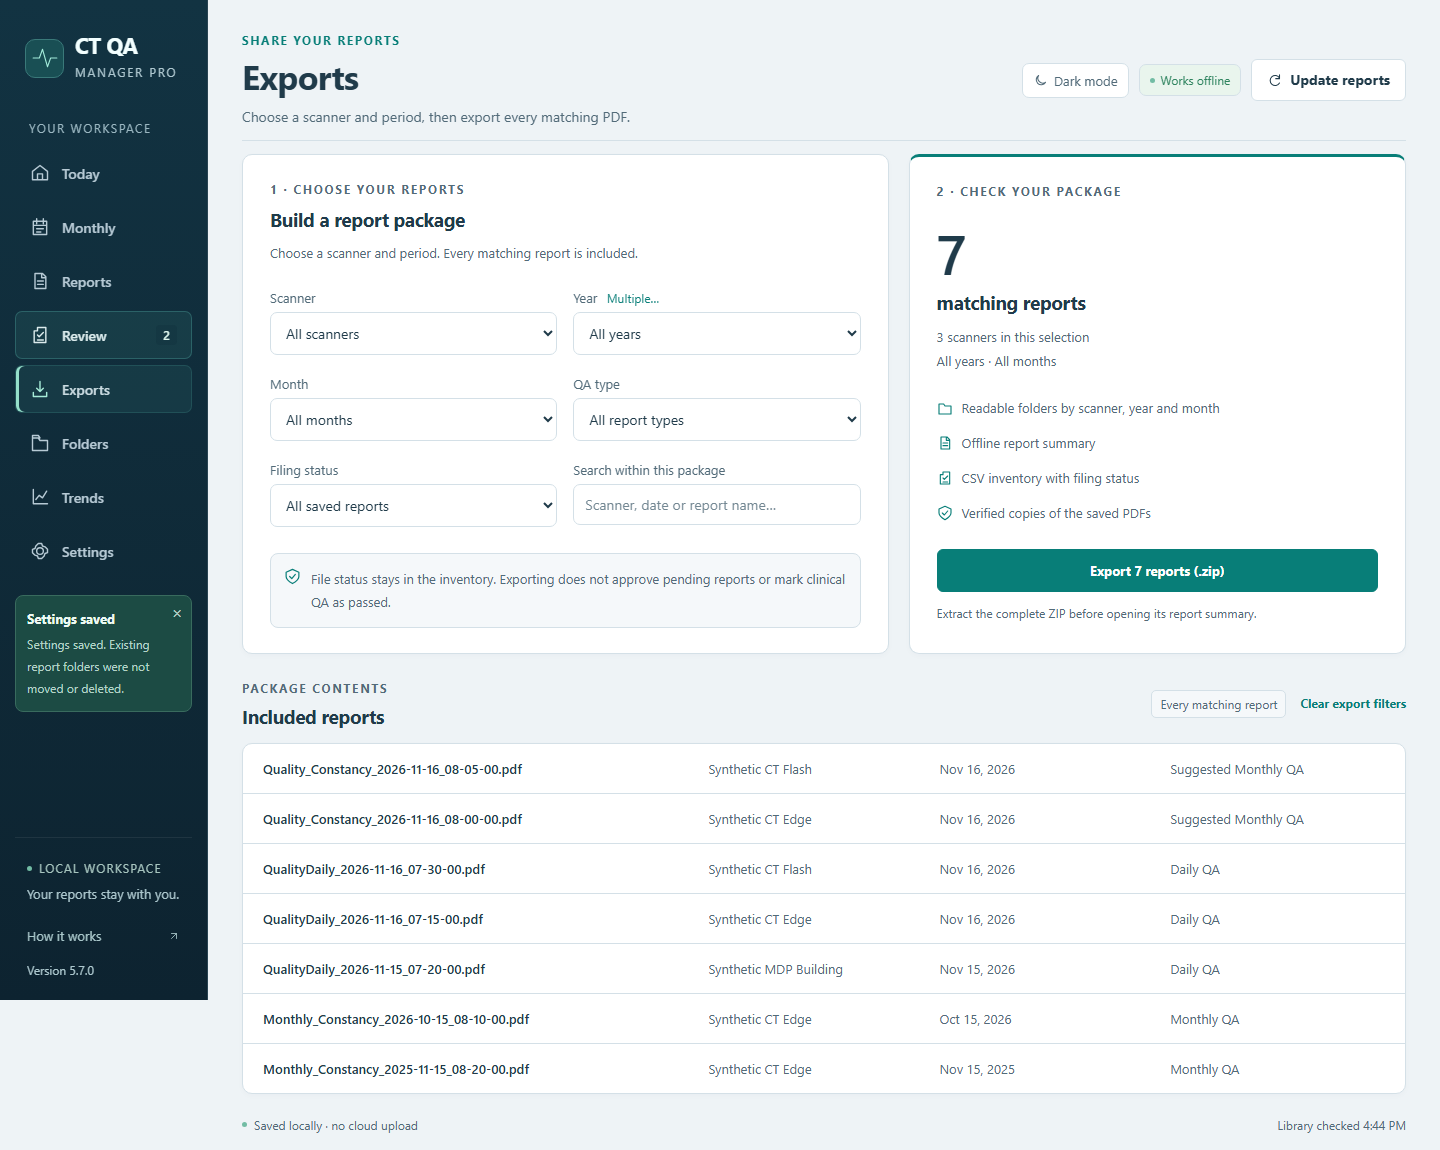 CT QA
MANAGER PRO
YOUR WORKSPACE
Today
Monthly
Reports
Review 2
Exports
Folders
Trends
Settings
Settings saved ×
Settings saved. Existing
report folders were not
moved or deleted.
LOCAL WORKSPACE
Your reports stay with you.
How it works
Version 5.7.0
SHARE YOUR REPORTS
Exports
Choose a scanner and period, then export every matching PDF.
Dark mode
Works offline
Update reports
1 · CHOOSE YOUR REPORTS
Build a report package
Choose a scanner and period. Every matching report is included.
Scanner
All scanners
Year Multiple...
All years
Month
All months
QA type
All report types
Filing status
All saved reports
Search within this package
Scanner, date or report name...
File status stays in the inventory. Exporting does not approve pending reports or mark clinical
QA as passed.
2 · CHECK YOUR PACKAGE
7
matching reports
3 scanners in this selection
All years · All months
Readable folders by scanner, year and month
Offline report summary
CSV inventory with filing status
Verified copies of the saved PDFs
Export 7 reports (.zip)
Extract the complete ZIP before opening its report summary.
PACKAGE CONTENTS
Included reports
Every matching report
Clear export filters
Quality_Constancy_2026-11-16_08-05-00.pdf Synthetic CT Flash Nov 16, 2026 Suggested Monthly QA
Quality_Constancy_2026-11-16_08-00-00.pdf Synthetic CT Edge Nov 16, 2026 Suggested Monthly QA
QualityDaily_2026-11-16_07-30-00.pdf Synthetic CT Flash Nov 16, 2026 Daily QA
QualityDaily_2026-11-16_07-15-00.pdf Synthetic CT Edge Nov 16, 2026 Daily QA
QualityDaily_2026-11-15_07-20-00.pdf Synthetic MDP Building Nov 15, 2026 Daily QA
Monthly_Constancy_2026-10-15_08-10-00.pdf Synthetic CT Edge Oct 15, 2026 Monthly QA
Monthly_Constancy_2025-11-15_08-20-00.pdf Synthetic CT Edge Nov 15, 2025 Monthly QA
Saved locally · no cloud upload
Library checked 4:44 PM